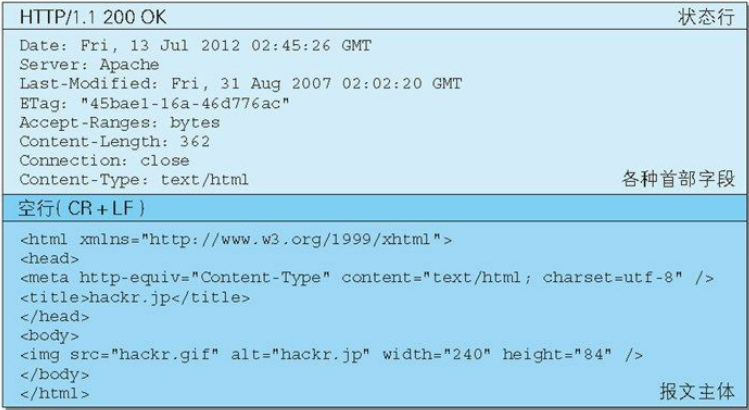 HTTP/1.1 200 OK 状态行
Date: Fri, 13 Jul 2012 02:45:26 GMT
Server: Apache
Last-Modified: Fri, 31 Aug 2007 02:02:20 GMT
ETag: "45bae1-16a-46d776ac"
Accept-Ranges: bytes
Content-Length: 362
Connection: close
Content-Type: text/html 各种首部字段
空行( CR + LF )
<html xmlns="http://www.w3.org/1999/xhtml">
<head>
<meta http-equiv="Content-Type" content="text/html; charset=utf-8" />
<title>hackr.jp</title>
</head>
<body>
<img src="hackr.gif" alt="hackr.jp" width="240" height="84" />
</body>
</html> 报文主体